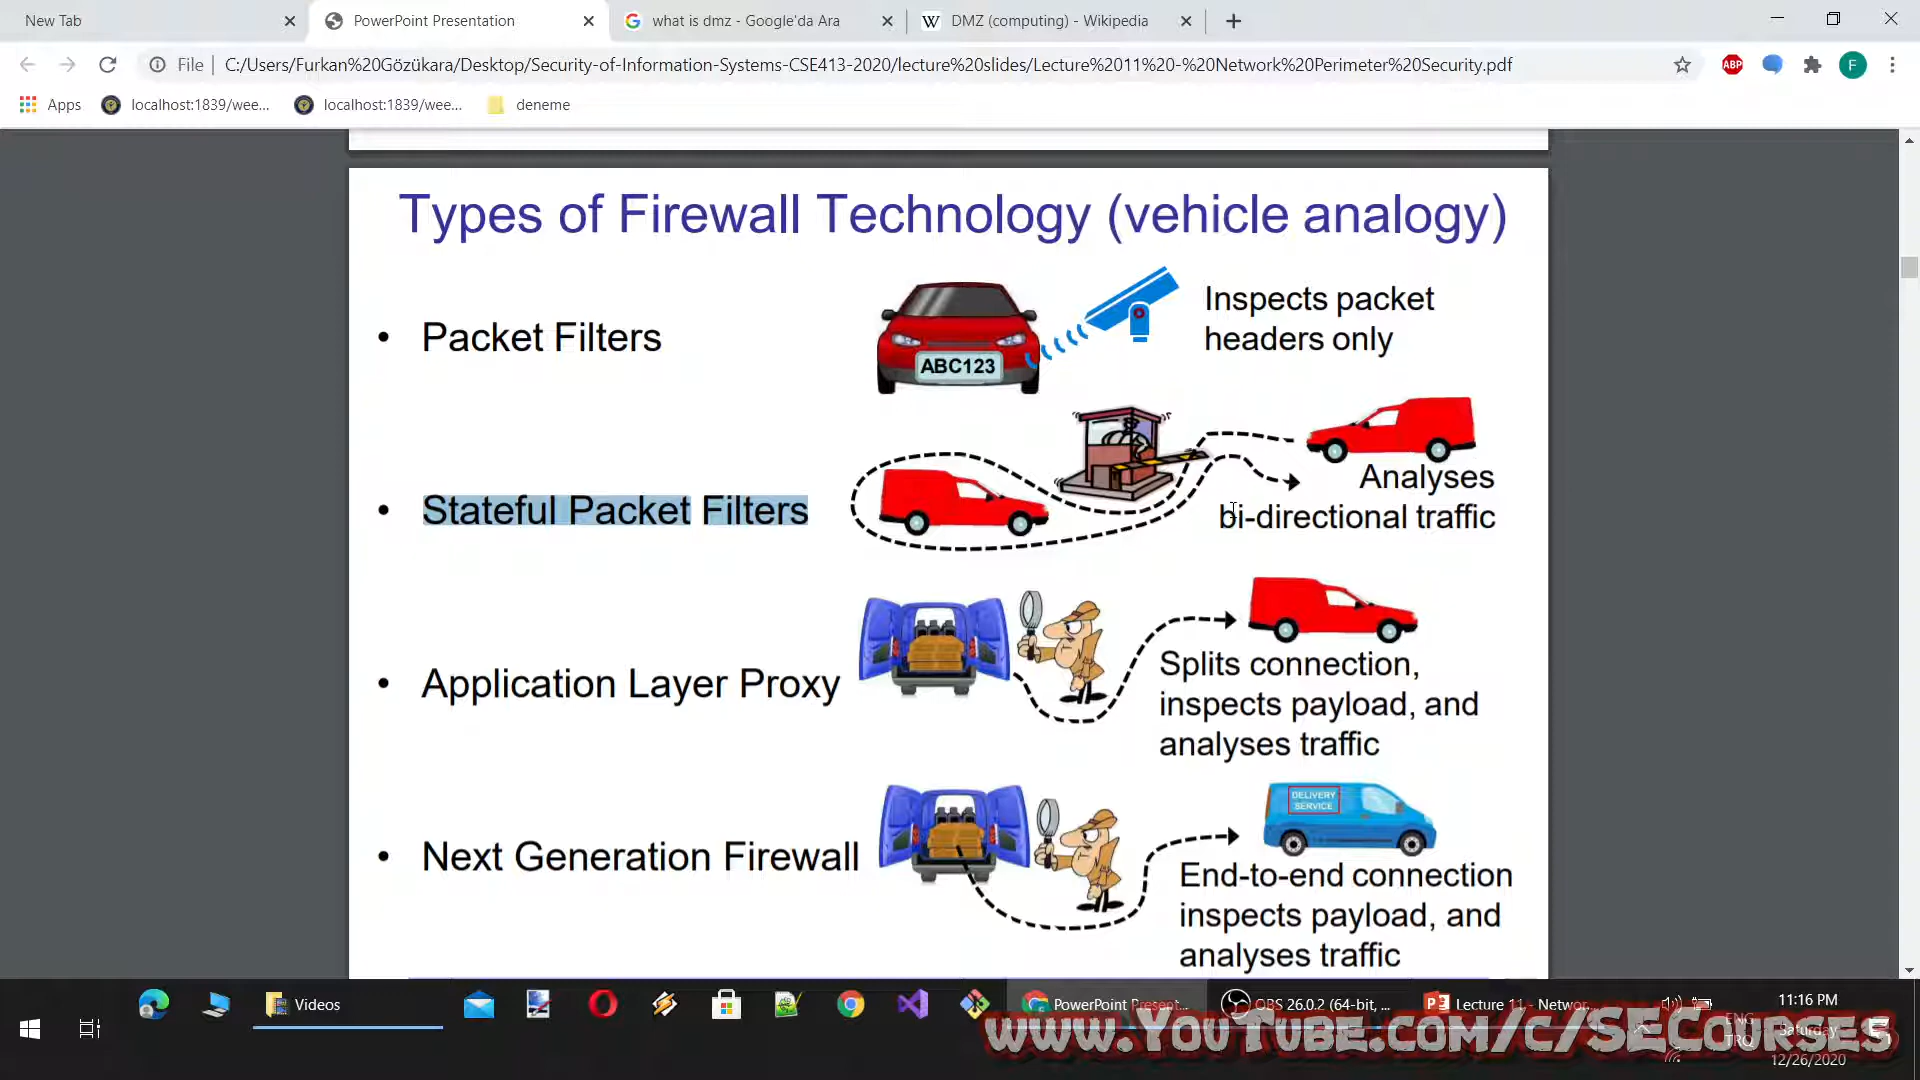 New Tab
PowerPoint Presentation
what is dmz - Google'da Ara
DMZ (computing) - Wikipedia
File
C:/Users/Furkan%20Gözükara/Desktop/Security-of-Information-Systems-CSE413-2020/lecture%20slides/Lecture%2011%20-%20Network%20Perimeter%20Security.pdf
ABP
F
Apps
localhost:1839/wee...
localhost:1839/wee...
deneme
Types of Firewall Technology (vehicle analogy)
• Packet Filters
ABC123
Inspects packet
headers only
• Stateful Packet Filters
Analyses
bi-directional traffic
• Application Layer Proxy
Splits connection,
inspects payload, and
analyses traffic
• Next Generation Firewall
DELIVERY
SERVICE
End-to-end connection
inspects payload, and
analyses traffic
Videos
PowerPoint Present...
OBS 26.0.2 (64-bit, ...
Lecture 11 - Networ...
11:16 PM
ENG
Saturday
TRQ
12/26/2020
www.YouTube.com/c/SECourses